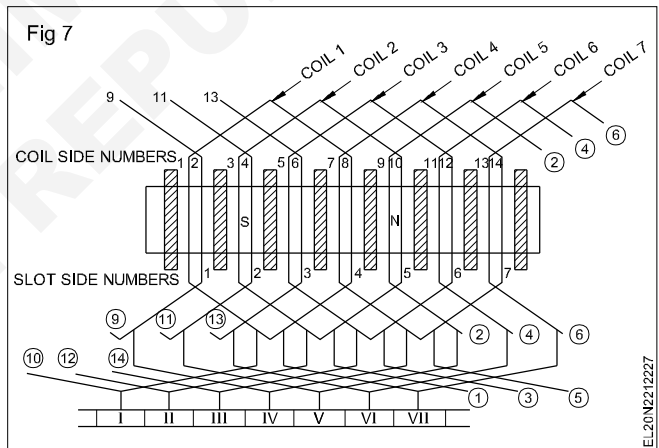 Fig 7
COIL 1 COIL 2 COIL 3 COIL 4 COIL 5 COIL 6 COIL 7
9 11 13
6
4
2
COIL SIDE NUMBERS 1 2 3 4 5 6 7 8 9 10 11 12 13 14
S N
SLOT SIDE NUMBERS 1 2 3 4 5 6 7
9 11 13 2 4 6
10 12 14 1 3 5
I II III IV V VI VII
EL20N2212227